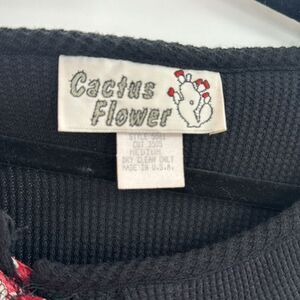 Cactus
Flower
STYLE
CUT
MEDIUM
DRY CLEAN ONLY
MADE IN U.S.A.